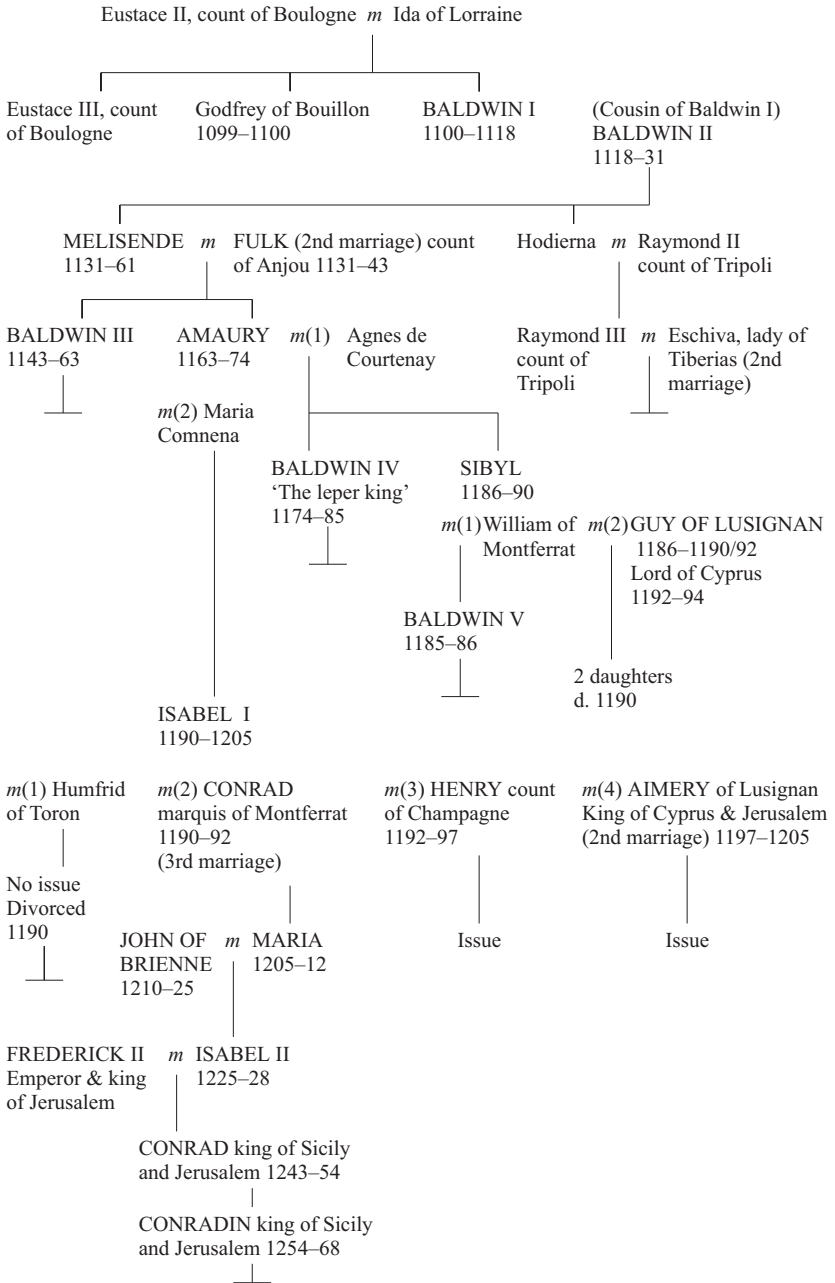 Eustace II, count of Boulogne m Ida of Lorraine
Eustace III, count
of Boulogne
Godfrey of Bouillon
1099–1100
BALDWIN I
1100–1118
(Cousin of Baldwin I)
BALDWIN II
1118–31
MELISENDE m FULK (2nd marriage) count
1131–61
of Anjou 1131–43
Hodierna m Raymond II
count of Tripoli
BALDWIN III
1143–63
AMAURY m(1) Agnes de
1163–74
Courtenay
Raymond III m Eschiva, lady of
count of
Tripoli
Tiberias (2nd
marriage)
m(2) Maria
Comnena
BALDWIN IV
‘The leper king’
1174–85
SIBYL
1186–90
m(1) William of
Montferrat
m(2) GUY OF LUSIGNAN
1186–1190/92
Lord of Cyprus
1192–94
BALDWIN V
1185–86
2 daughters
d. 1190
ISABEL I
1190–1205
m(1) Humfrid
of Toron
m(2) CONRAD
marquis of Montferrat
1190–92
(3rd marriage)
m(3) HENRY count
of Champagne
1192–97
m(4) AIMERY of Lusignan
King of Cyprus & Jerusalem
(2nd marriage) 1197–1205
No issue
Divorced
1190
JOHN OF m MARIA
BRIENNE 1205–12
1210–25
Issue
Issue
FREDERICK II m ISABEL II
Emperor & king 1225–28
of Jerusalem
CONRAD king of Sicily
and Jerusalem 1243–54
CONRADIN king of Sicily
and Jerusalem 1254–68